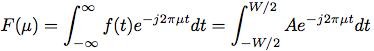 F(μ) = ∫_{-∞}^{∞} f(t)e^{-j2πμt}dt = ∫_{-W/2}^{W/2} Ae^{-j2πμt}dt